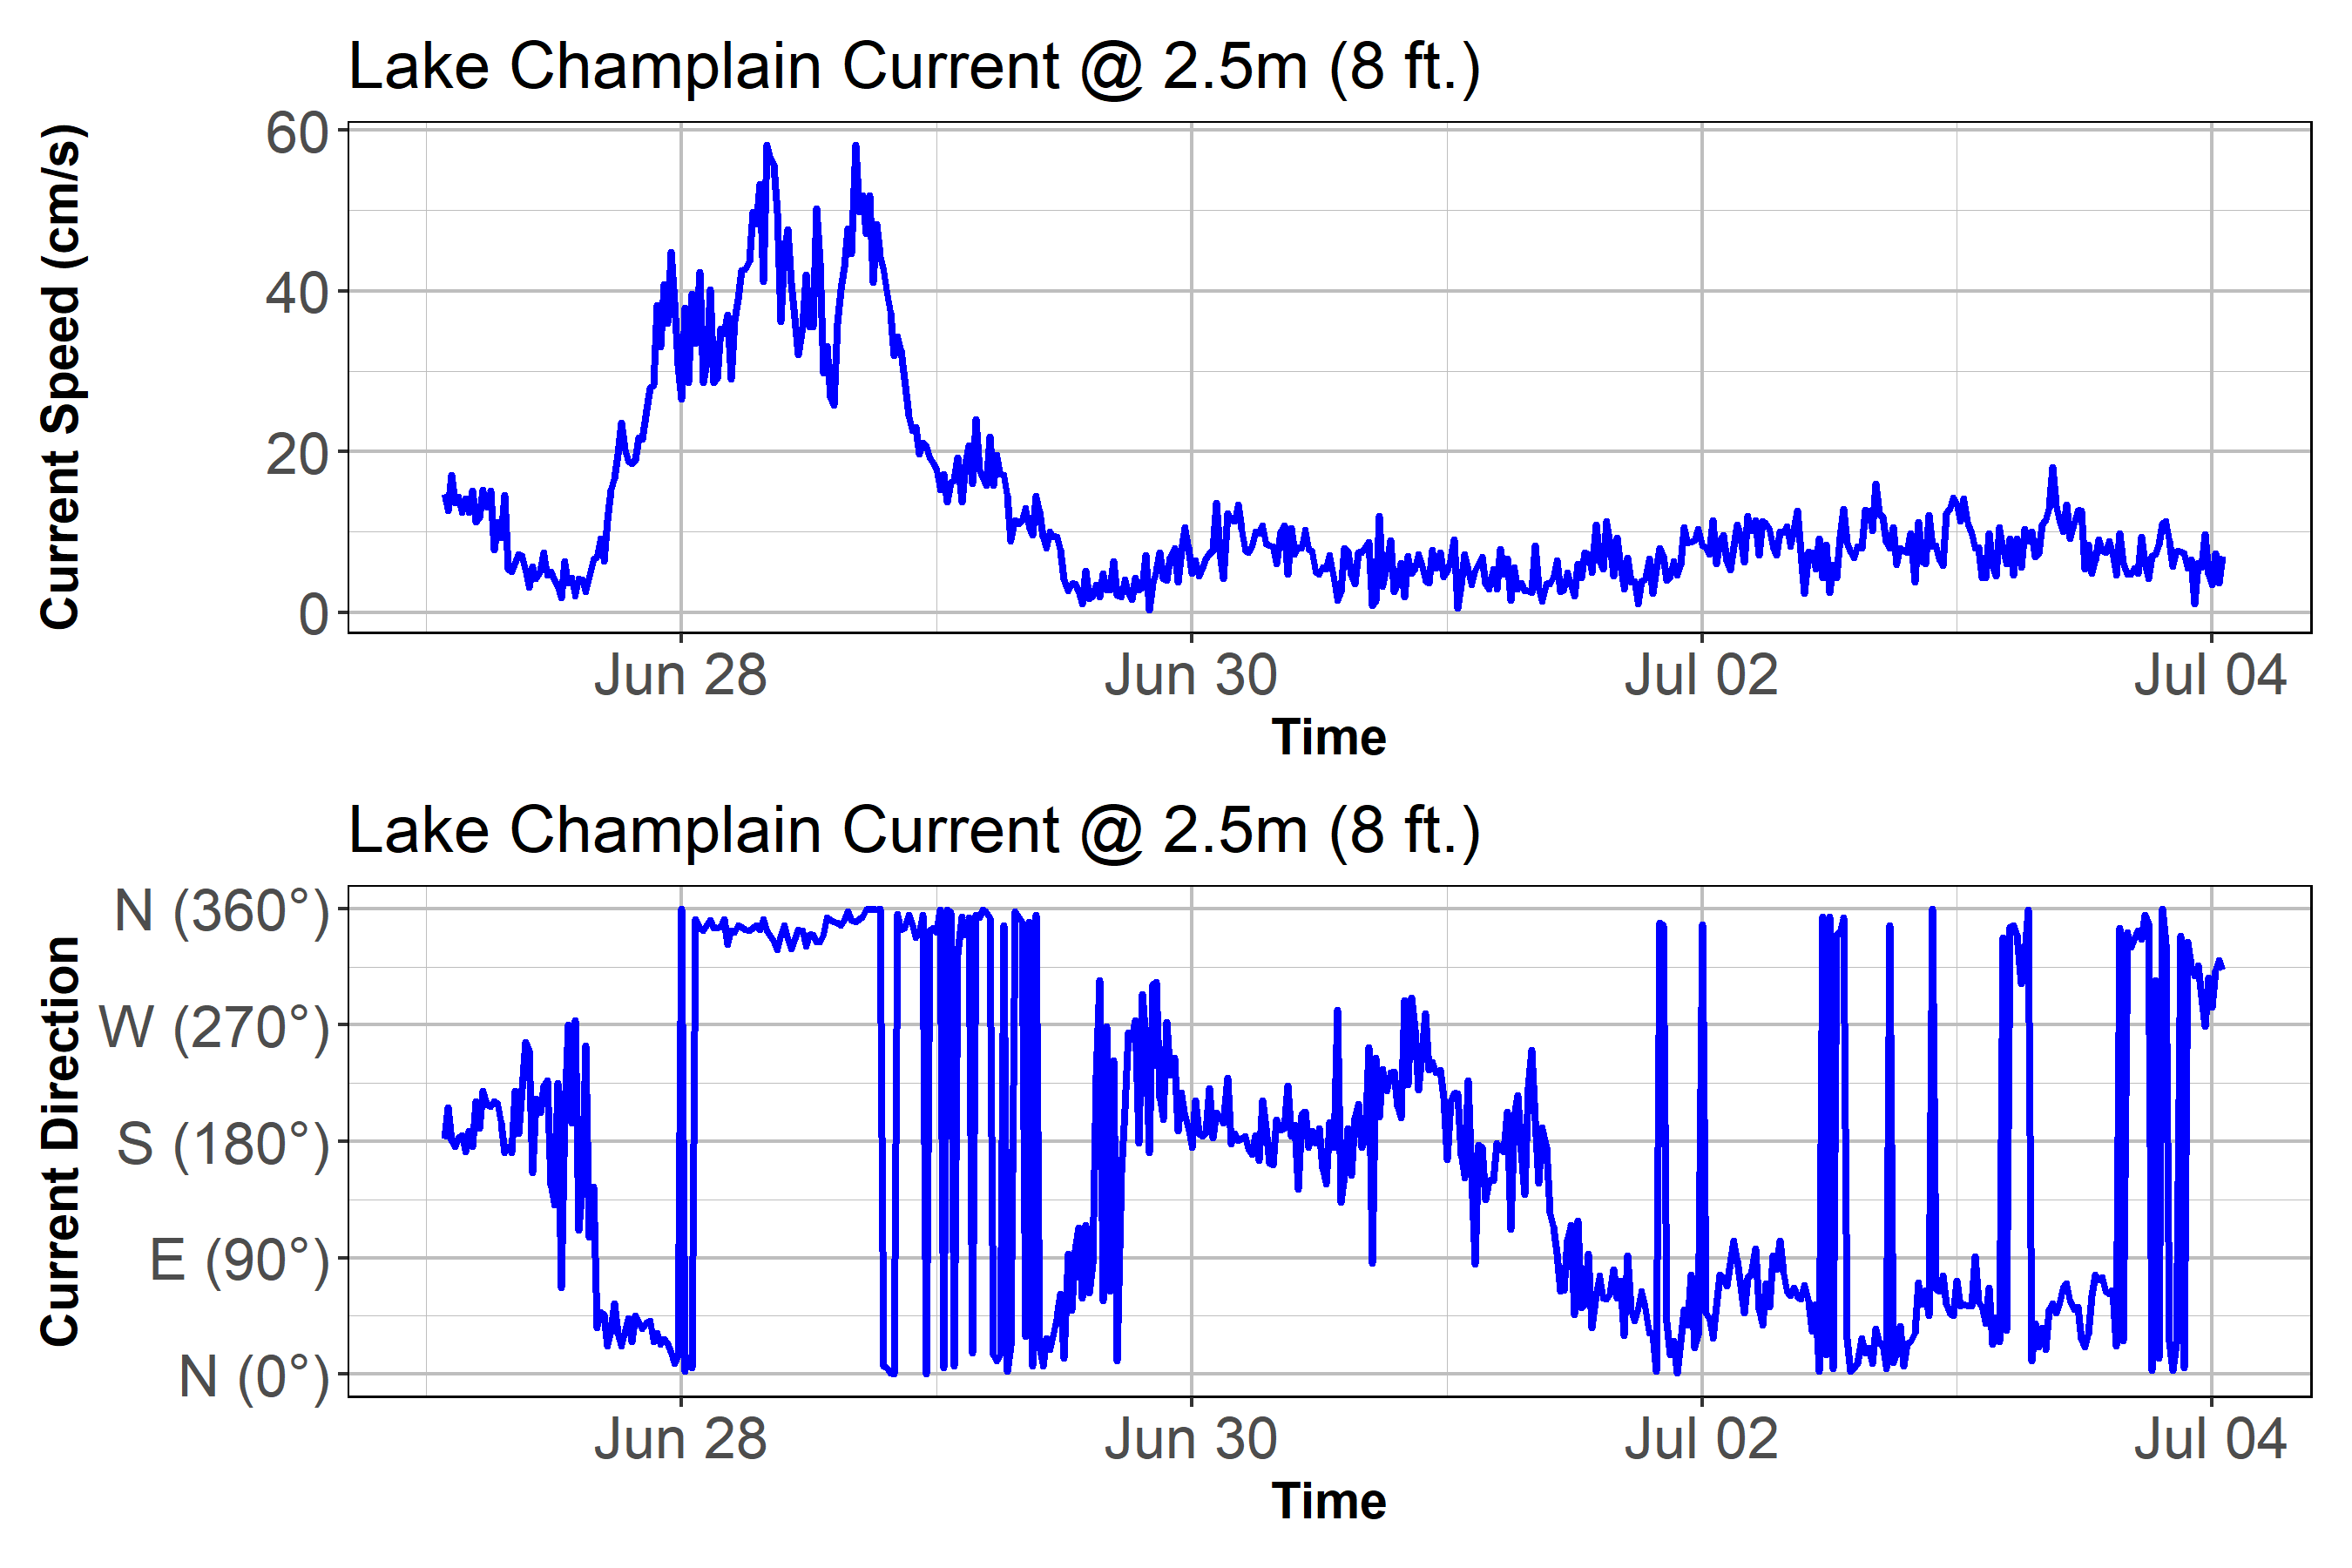 Lake Champlain Current @ 2.5m (8 ft.)
Current Speed (cm/s)
60
40
20
0
Jun 28 Jun 30 Jul 02 Jul 04
Time
Lake Champlain Current @ 2.5m (8 ft.)
Current Direction
N (360°)
W (270°)
S (180°)
E (90°)
N (0°)
Jun 28 Jun 30 Jul 02 Jul 04
Time